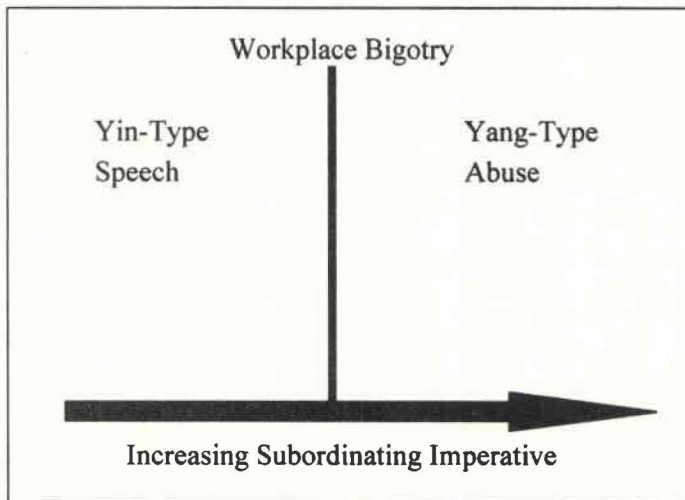 Workplace Bigotry
Yin-Type
Speech
Yang-Type
Abuse
Increasing Subordinating Imperative